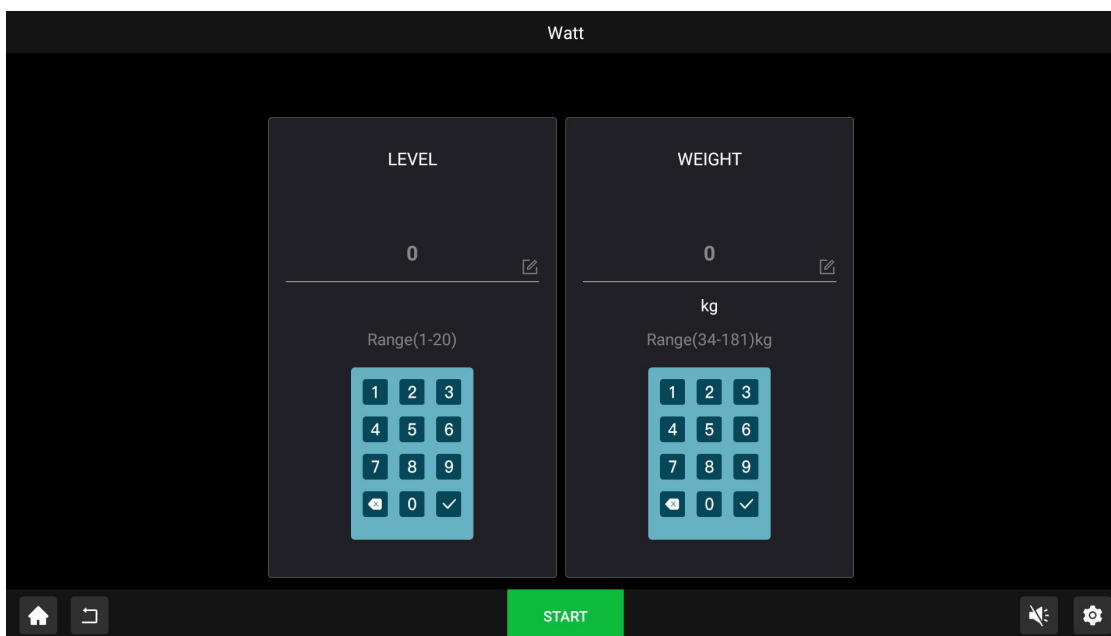 Watt
LEVEL
0
Range(1-20)
1 2 3
4 5 6
7 8 9
0
WEIGHT
0
kg
Range(34-181)kg
1 2 3
4 5 6
7 8 9
0
START